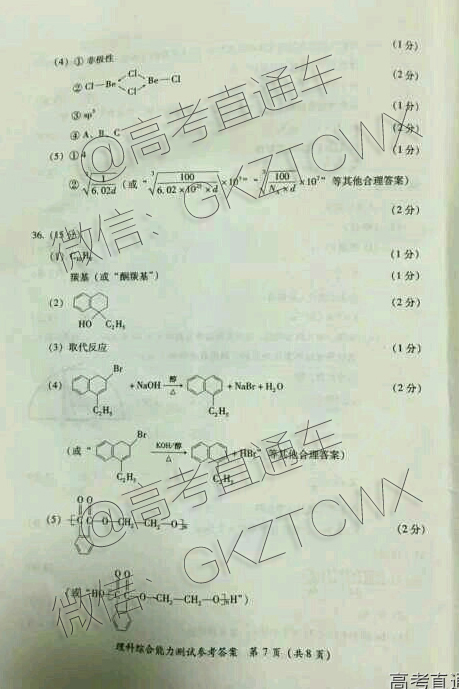 (4) ① 非极性 (1 分)
② Cl—Be Cl Cl Be—Cl (2 分)
③ sp³ (1 分)
④ A、B、C (2 分)
(5) ① 4 (1 分)
② ∛(1/6.02d) (或 “∛(100/(6.02×10²³×d))×10⁷” “∛(100/(N_A×d))×10⁷” 等其他合理答案)
(2 分)
36. (15 分)
(1) (1 分)
羰基 (或 “酮羰基”) (1 分)
(2) HO C₂H₅ (2 分)
(3) 取代反应 (1 分)
(4) Br C₂H₅ + NaOH 醇 △ C₂H₅ + NaBr + H₂O (2 分)
(或 “ Br C₂H₅ KOH/醇 △ C₂H₅ + HBr” 等其他合理答案)
(5) O O O—CH₂—CH₂—O (2 分)
(或 “HO O O O—CH₂—CH₂—O H”)
理科综合能力测试参考答案 第 7 页 (共 8 页)
@高考直通车
微信:GKZTCWX
@高考直通车
微信:GKZTCWX
高考直通